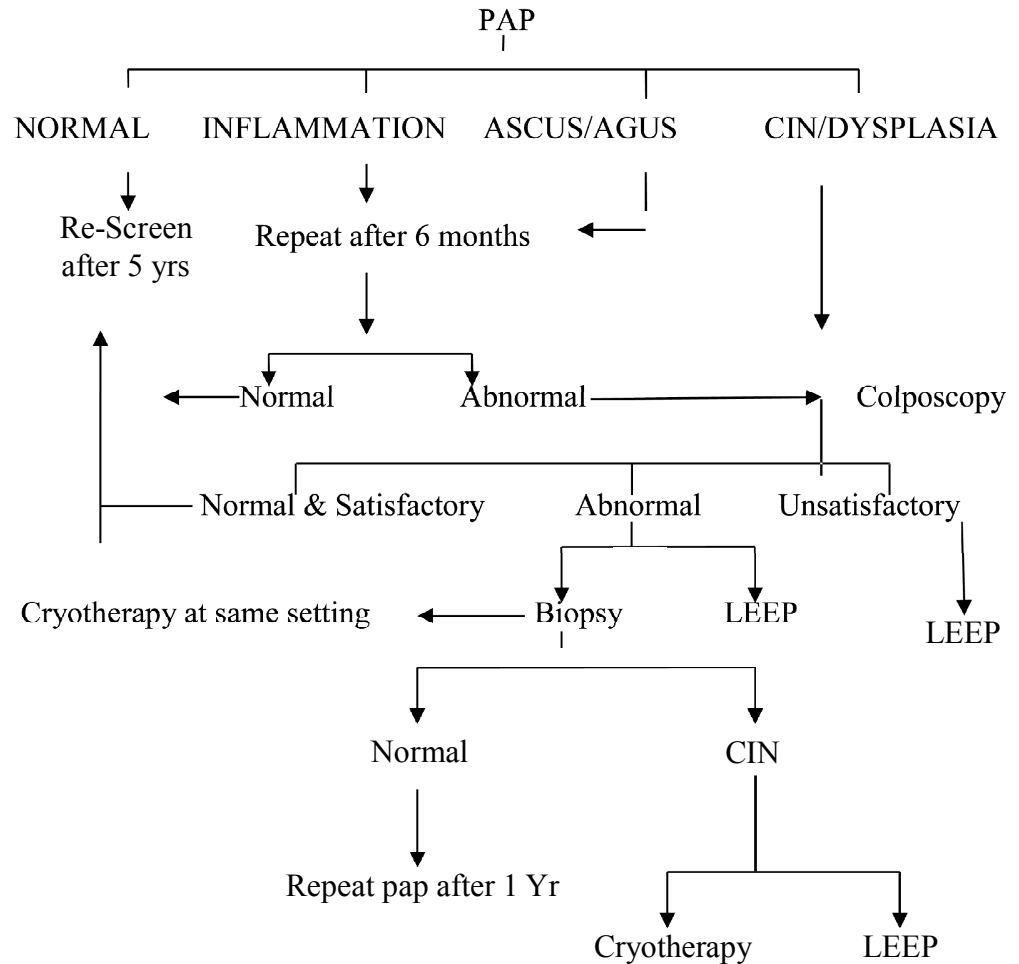 PAP
NORMAL INFLAMMATION ASCUS/AGUS CIN/DYSPLASIA
Re-Screen
after 5 yrs
Repeat after 6 months
Normal Abnormal Colposcopy
Normal & Satisfactory Abnormal Unsatisfactory
Cryotherapy at same setting Biopsy LEEP
LEEP
Normal CIN
Repeat pap after 1 Yr
Cryotherapy LEEP